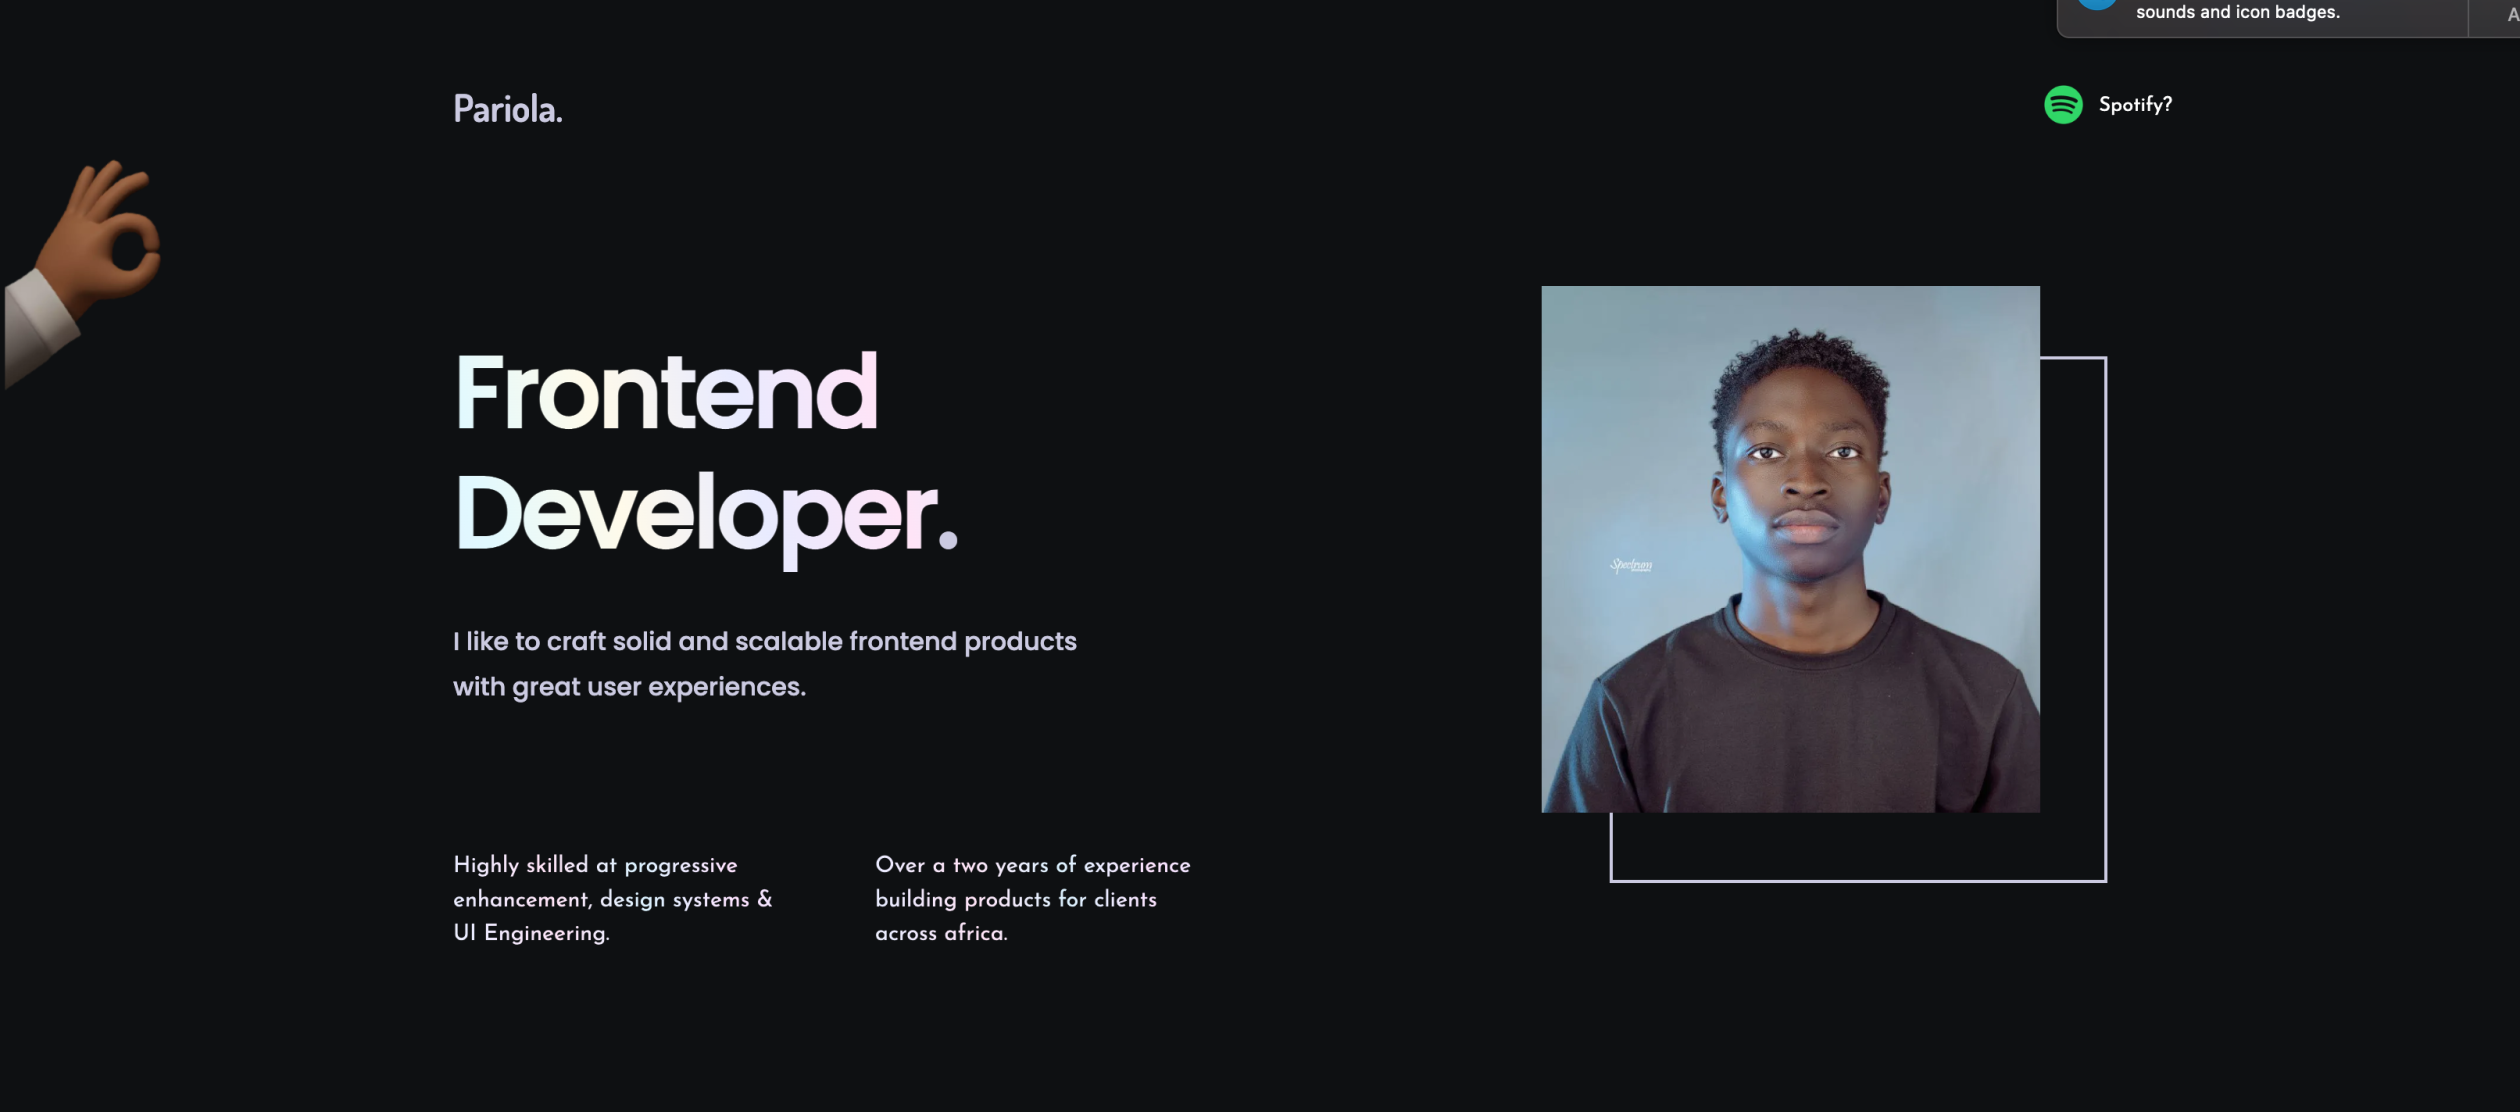 sounds and icon badges.
Pariola.
Spotify?
Frontend
Developer.
I like to craft solid and scalable frontend products
with great user experiences.
Spectrum
Highly skilled at progressive
enhancement, design systems &
UI Engineering.
Over a two years of experience
building products for clients
across africa.